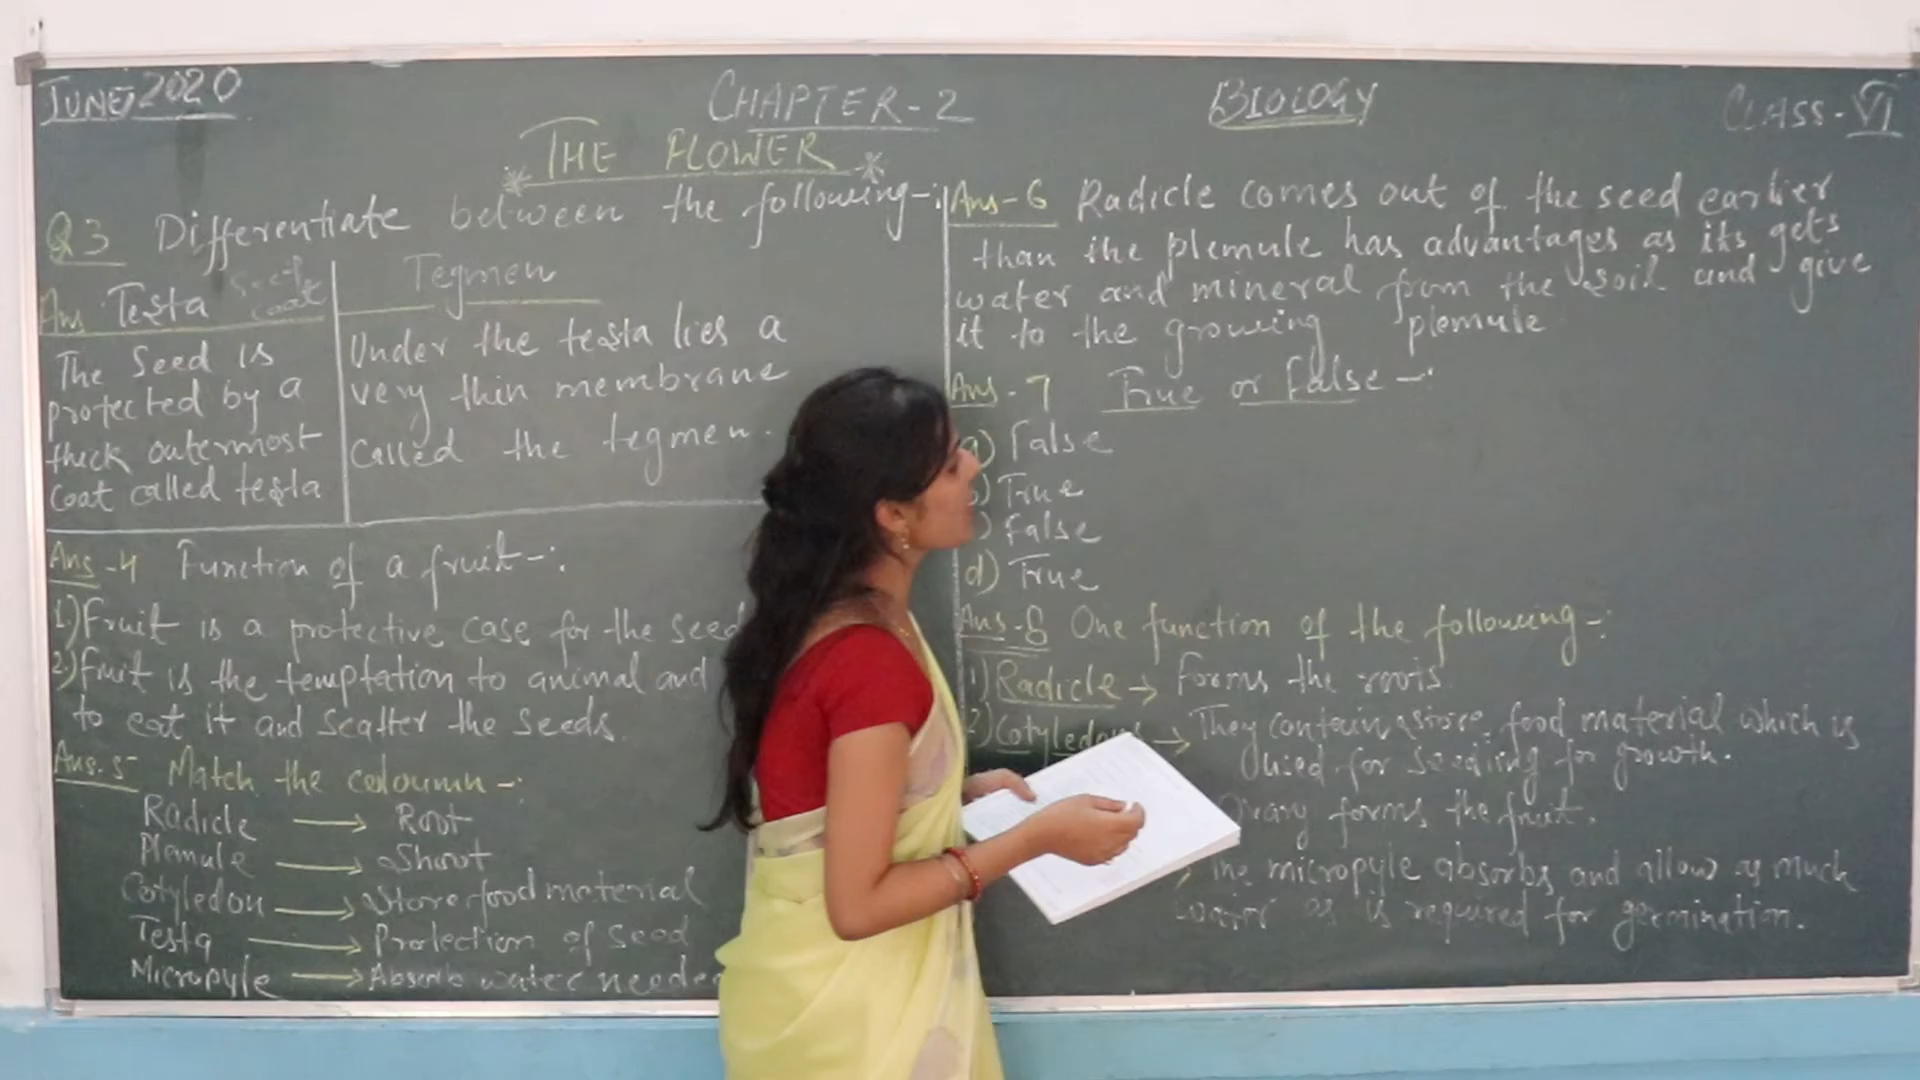 JUNE, 2020
CHAPTER-2
BIOLOGY
CLASS-VI
THE FLOWER
Q3 Differentiate between the following-:
Ans Testa seed coat
The Seed is
protected by a
thick outermost
coat called testa
Tegmen
Under the testa lies a
very thin membrane
called the tegmen.
Ans-4 Function of a fruit-:
1.) Fruit is a protective case for the seed
2.) fruit is the temptation to animal and
to eat it and scatter the seeds.
Ans.5 Match the coloumn-:
Radicle → Root
Plemule → Shoot
Cotyledon → Store food material
Testa → Protection of seed
Micropyle → Absorb water needed
Ans-6 Radicle comes out of the seed earlier
than the plemule has advantages as its gets
water and mineral from the soil and give
it to the growing plemule
Ans-7 True or False-:
a) False
) True
) False
d) True
Ans-8 One function of the following-:
1) Radicle → forms the roots
2) Cotyledons → They contain store food material which is
for growth.
Ovary forms the fruit.
The micropyle absorbs and allow as much
water as is required for germination.